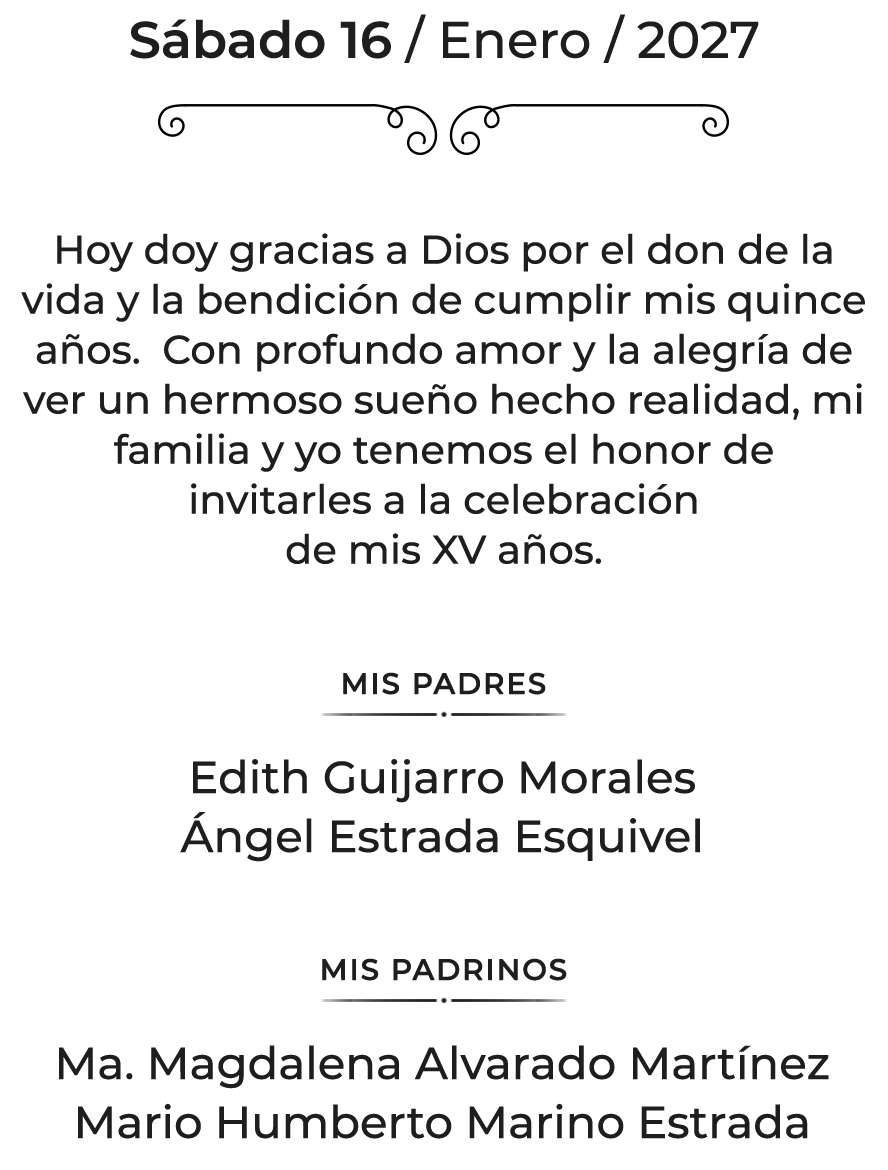 Sábado 16 / Enero / 2027
Hoy doy gracias a Dios por el don de la
vida y la bendición de cumplir mis quince
años.  Con profundo amor y la alegría de
ver un hermoso sueño hecho realidad, mi
familia y yo tenemos el honor de
invitarles a la celebración
de mis XV años.
MIS PADRES
Edith Guijarro Morales
Ángel Estrada Esquivel
MIS PADRINOS
Ma. Magdalena Alvarado Martínez
Mario Humberto Marino Estrada